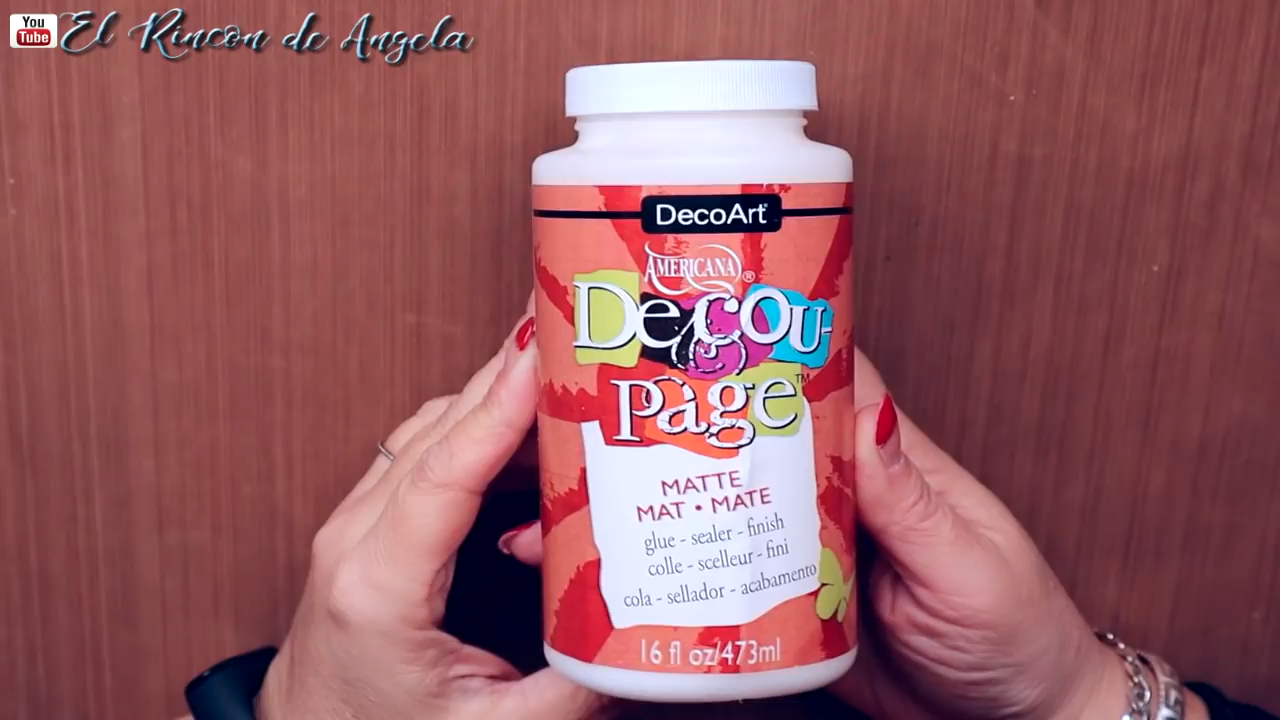 You
Tube
El Rincon de Angela
DecoArt®
AMERICANA®
Decou-
page™
MATTE
MAT • MATE
glue - sealer - finish
colle - scelleur - fini
cola - sellador - acabamento
16 fl oz/473ml